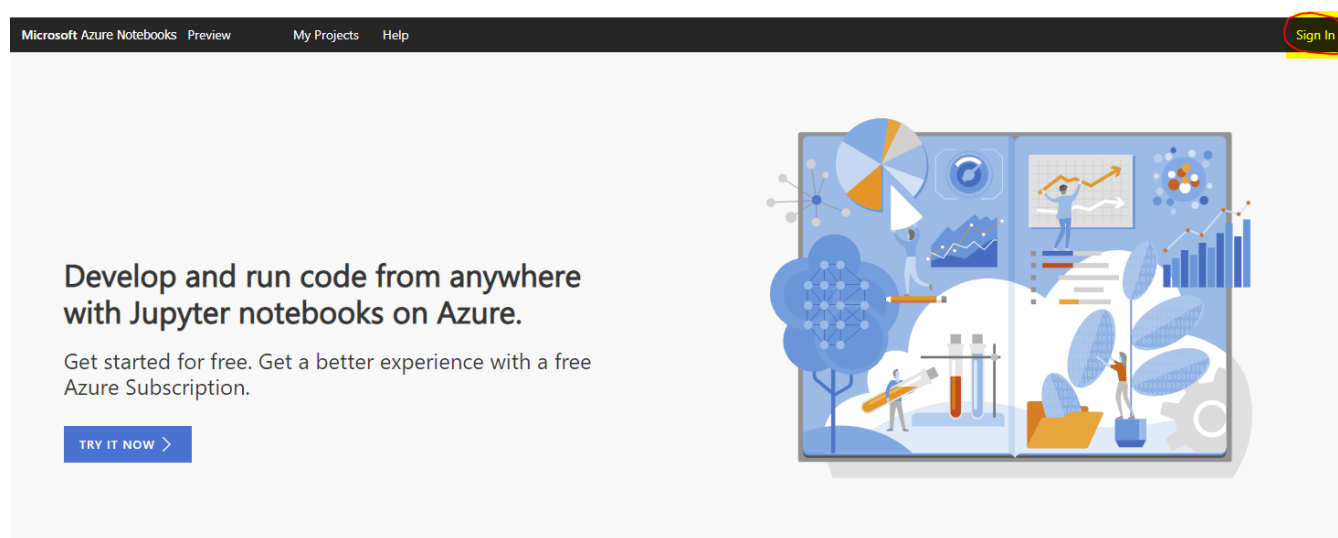 Microsoft Azure Notebooks Preview My Projects Help Sign In
Develop and run code from anywhere
with Jupyter notebooks on Azure.
Get started for free. Get a better experience with a free
Azure Subscription.
TRY IT NOW